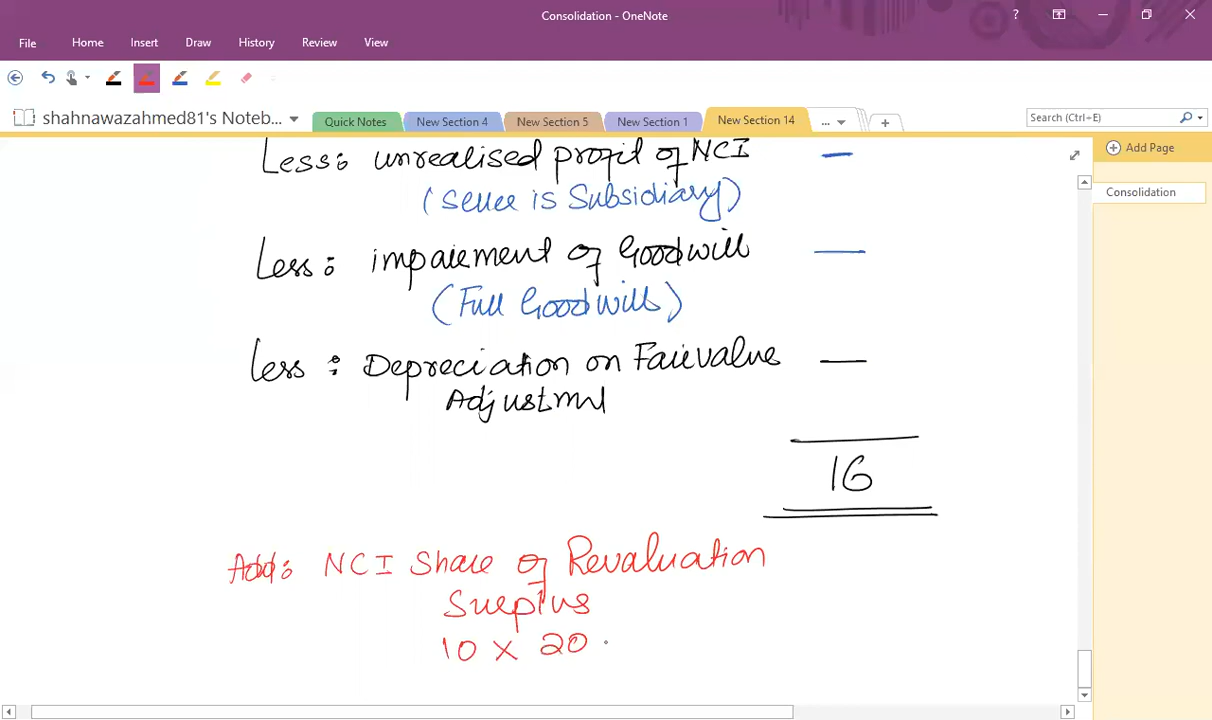 Consolidation - OneNote
File Home Insert Draw History Review View
shahnawazahmed81's Noteb... Quick Notes New Section 4 New Section 5 New Section 1 New Section 14 ... Search (Ctrl+E)
Add Page
Consolidation
Less: unrealised profit of NCI —
(Seller is Subsidiary)
Less: impairment of Goodwill —
(Full Goodwill)
Less: Depreciation on Fairvalue —
Adjustment
16
Add: NCI Share of Revaluation
Surplus
10 x 20